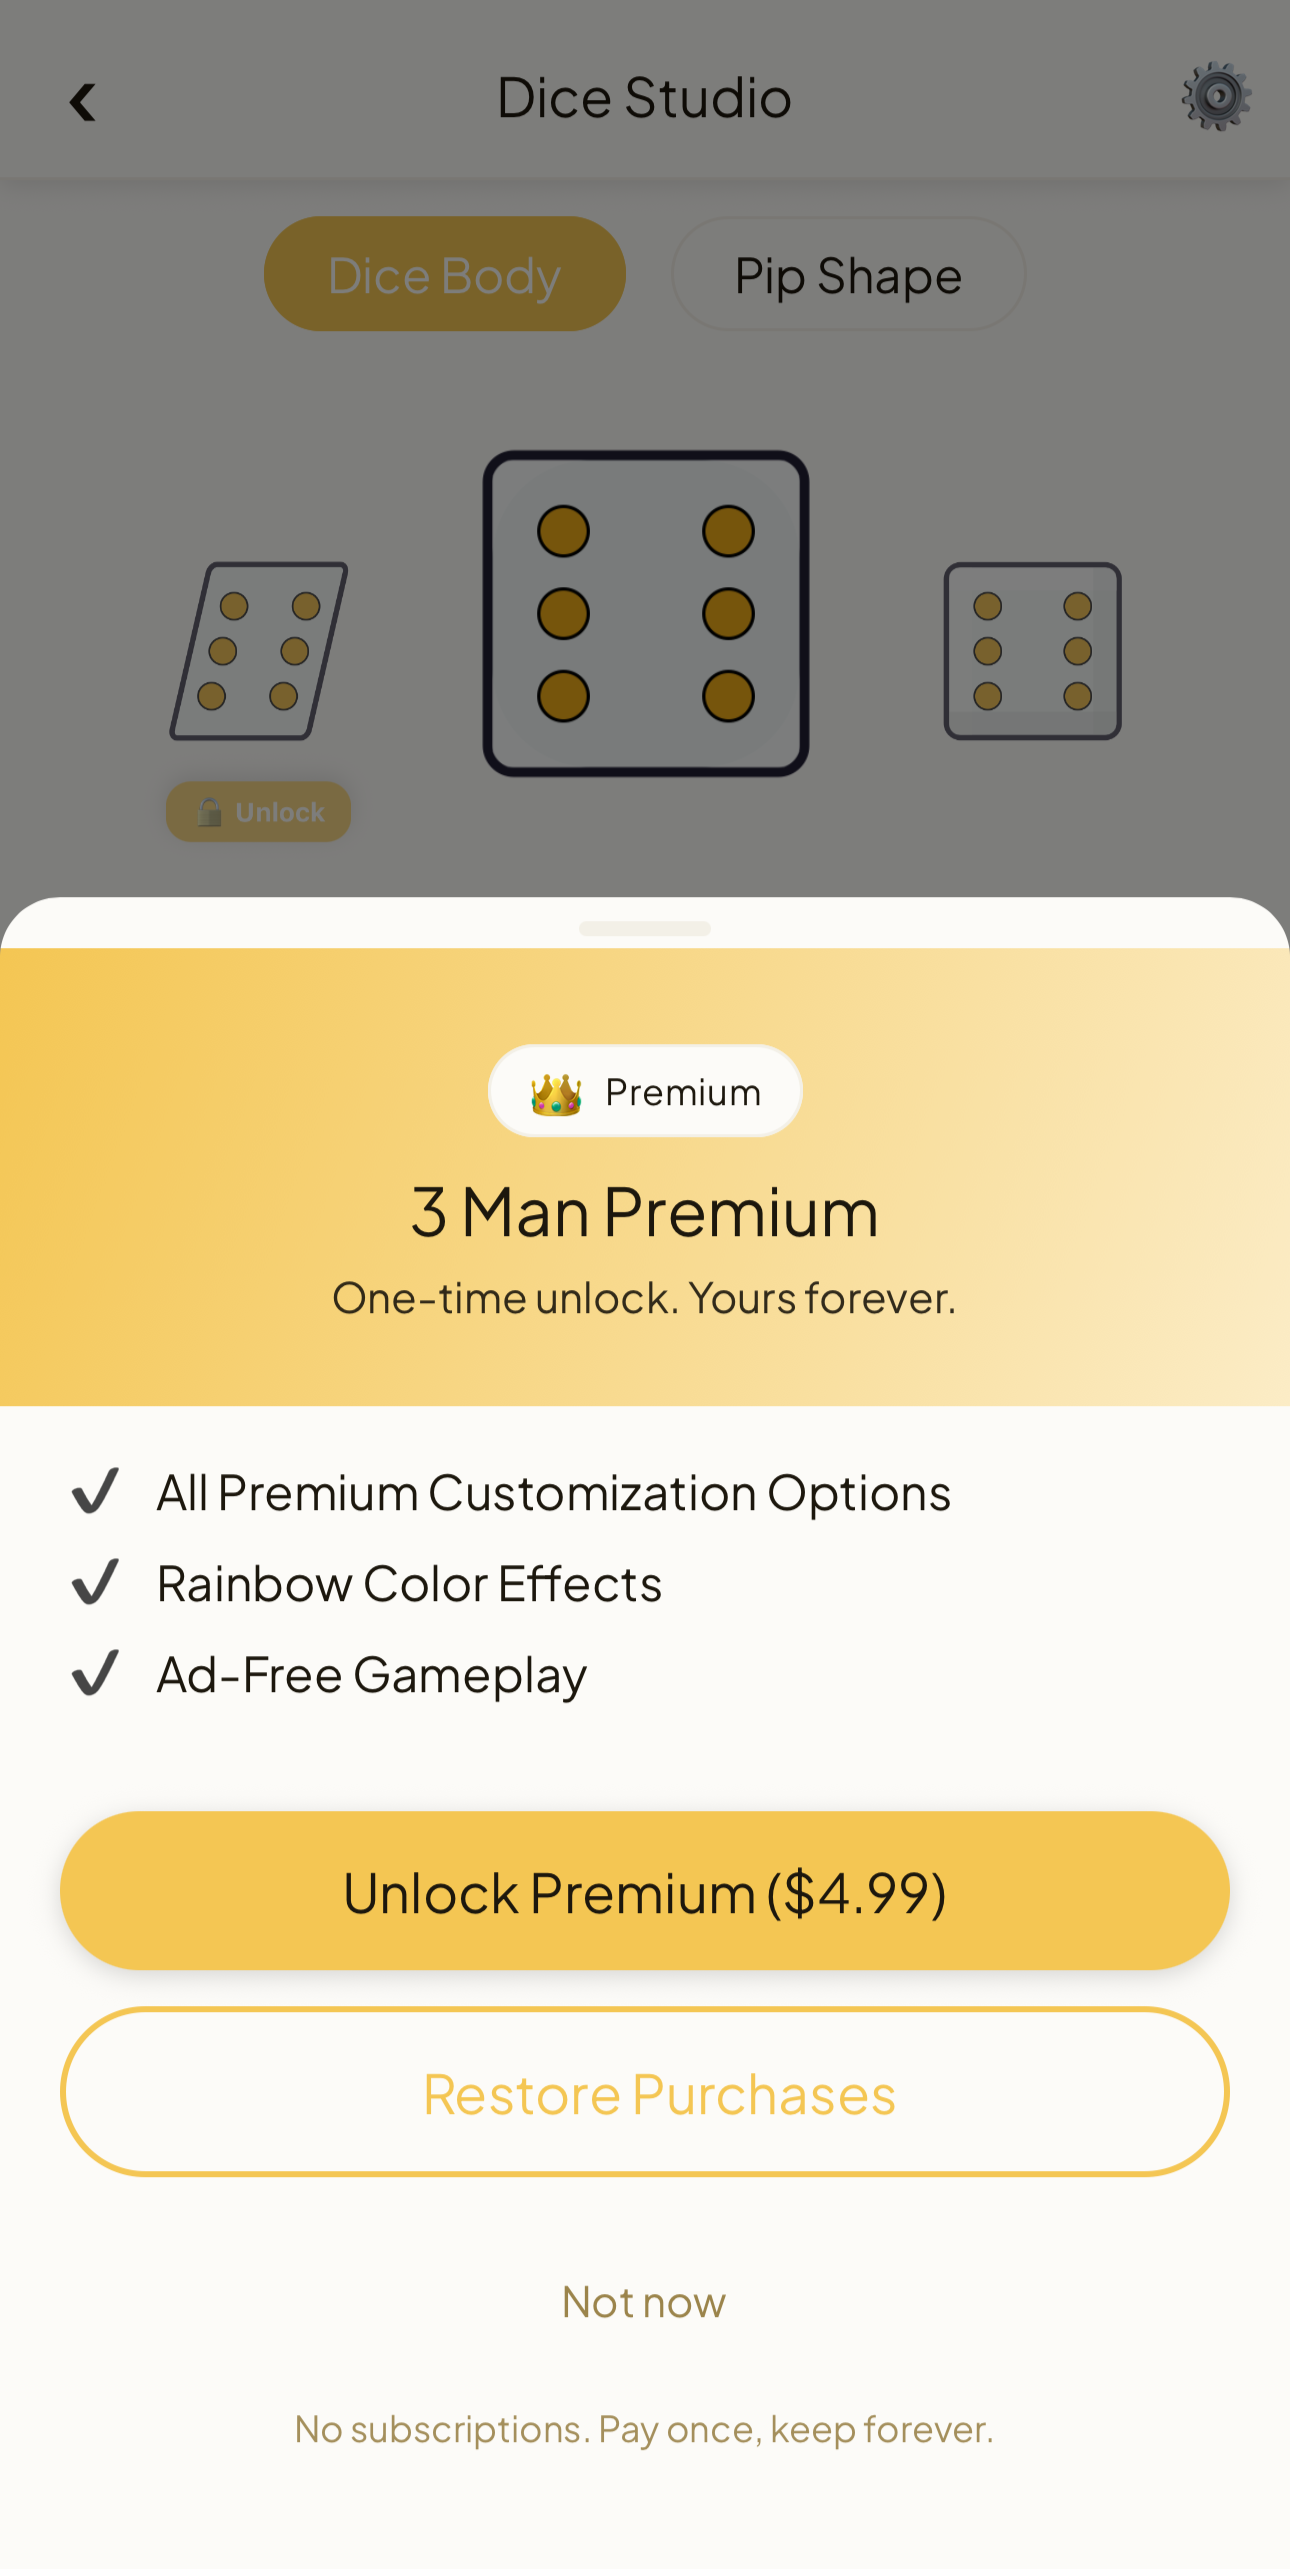 Dice Studio
Dice Body
Pip Shape
Unlock
Premium
3 Man Premium
One-time unlock. Yours forever.
All Premium Customization Options
Rainbow Color Effects
Ad-Free Gameplay
Unlock Premium ($4.99)
Restore Purchases
Not now
No subscriptions. Pay once, keep forever.